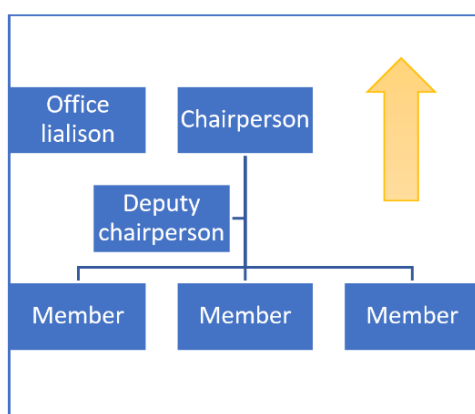 Office
lialison
Chairperson
Deputy
chairperson
Member
Member
Member